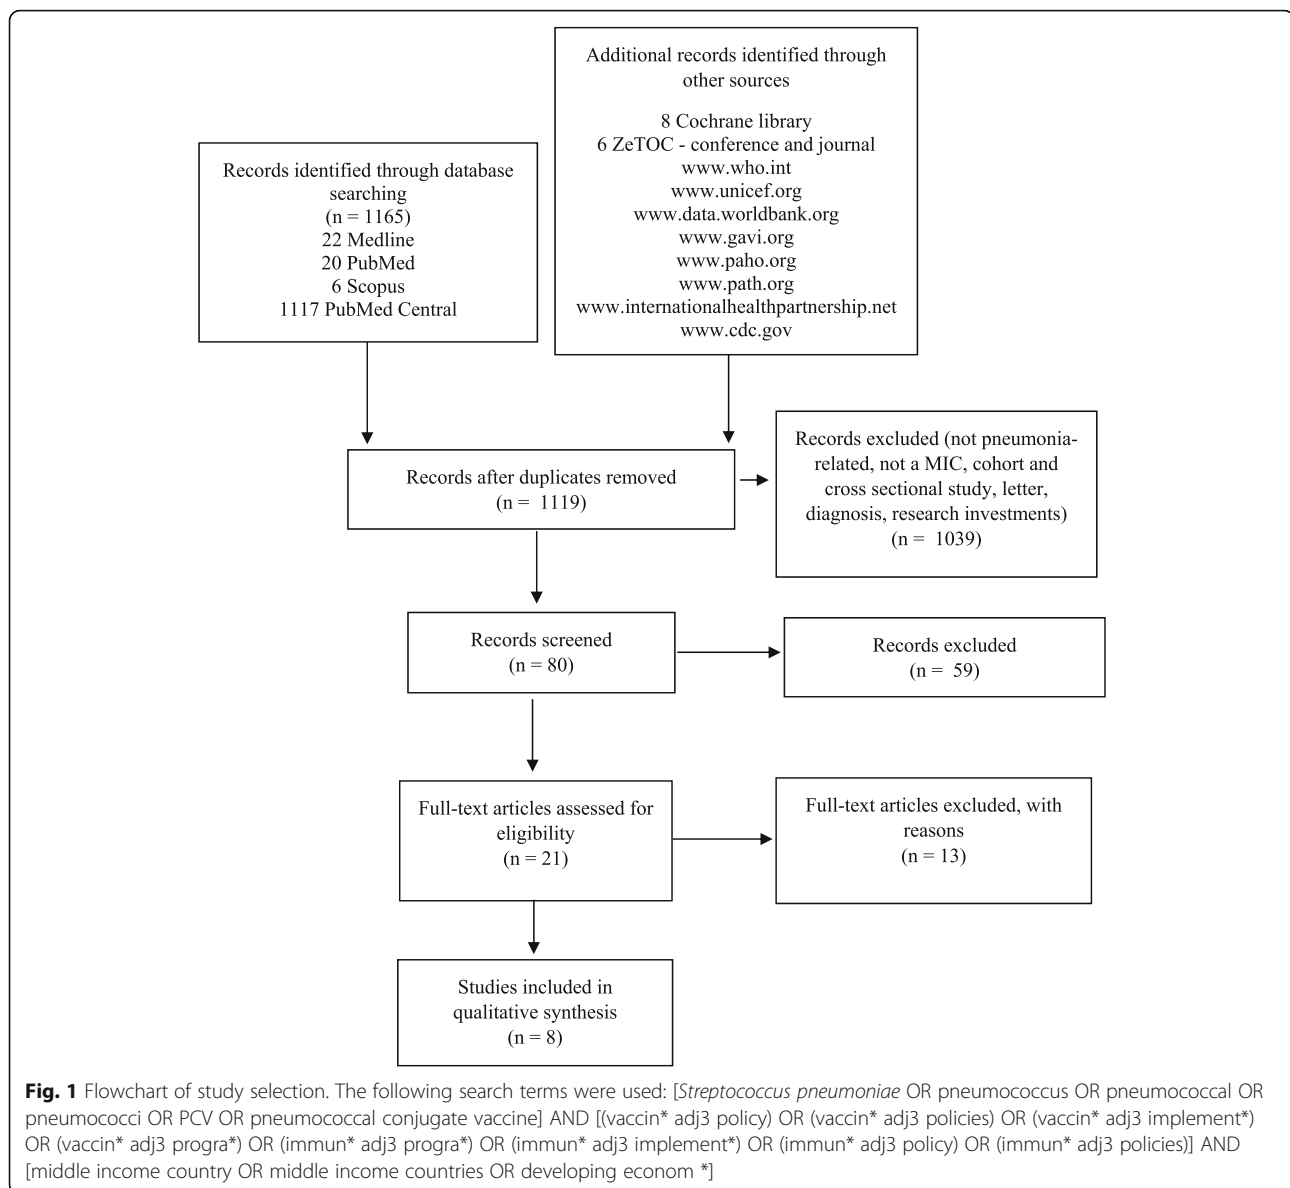 Records identified through database
searching
(n = 1165)
22 Medline
20 PubMed
6 Scopus
1117 PubMed Central
Additional records identified through
other sources
8 Cochrane library
6 ZeTOC - conference and journal
www.who.int
www.unicef.org
www.data.worldbank.org
www.gavi.org
www.paho.org
www.path.org
www.internationalhealthpartnership.net
www.cdc.gov
Records after duplicates removed
(n = 1119)
Records excluded (not pneumonia-
related, not a MIC, cohort and
cross sectional study, letter,
diagnosis, research investments)
(n = 1039)
Records screened
(n = 80)
Records excluded
(n = 59)
Full-text articles assessed for
eligibility
(n = 21)
Full-text articles excluded, with
reasons
(n = 13)
Studies included in
qualitative synthesis
(n = 8)
Fig. 1 Flowchart of study selection. The following search terms were used: [Streptococcus pneumoniae OR pneumococcus OR pneumococcal OR
pneumococci OR PCV OR pneumococcal conjugate vaccine] AND [(vaccin* adj3 policy) OR (vaccin* adj3 policies) OR (vaccin* adj3 implement*)
OR (vaccin* adj3 progra*) OR (immun* adj3 progra*) OR (immun* adj3 implement*) OR (immun* adj3 policy) OR (immun* adj3 policies)] AND
[middle income country OR middle income countries OR developing econom *]